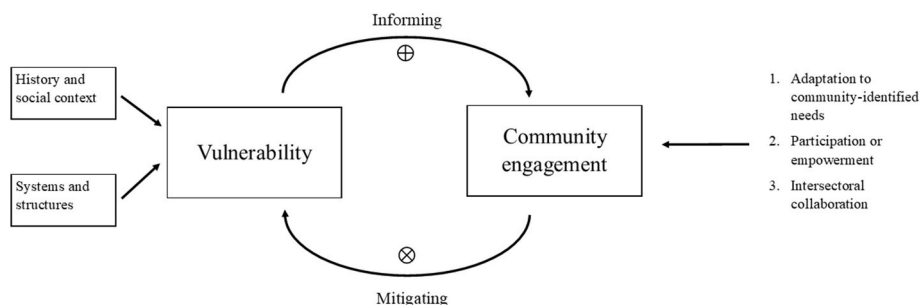 Informing
History and
social context
Systems and
structures
Vulnerability
Community
engagement
1. Adaptation to
community-identified
needs
2. Participation or
empowerment
3. Intersectoral
collaboration
Mitigating